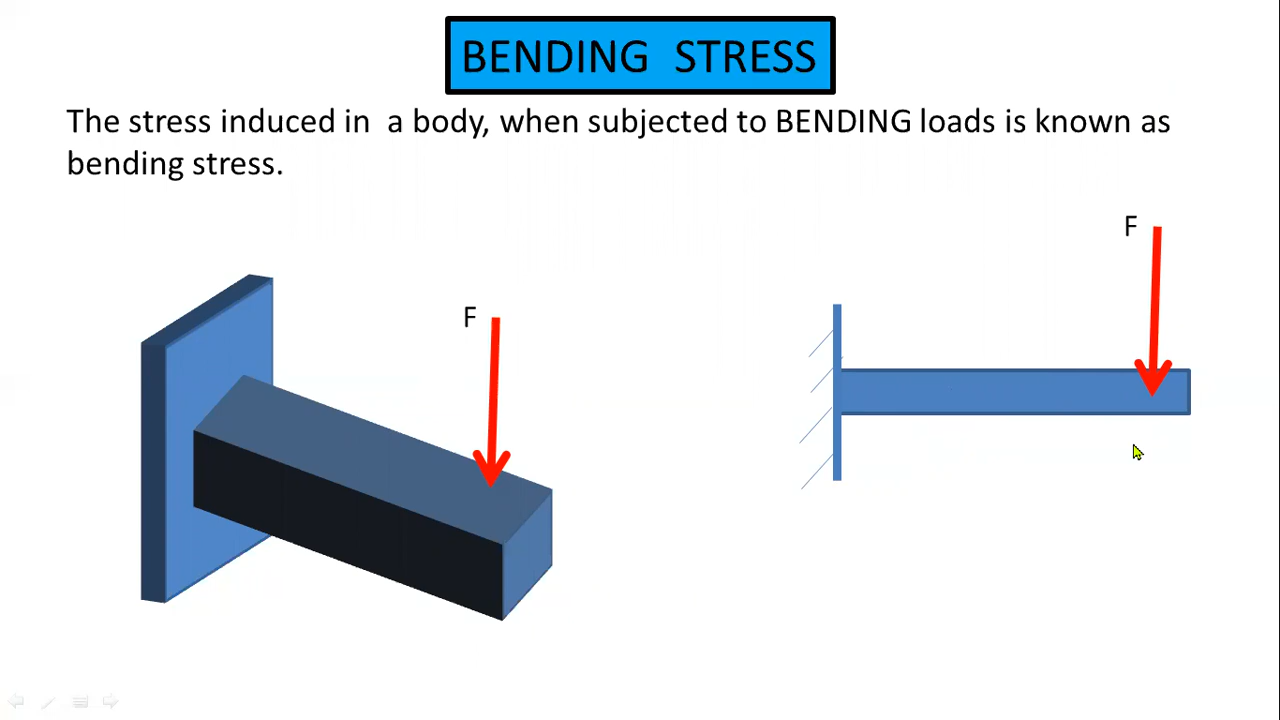 BENDING STRESS
The stress induced in a body, when subjected to BENDING loads is known as
bending stress.
F
F